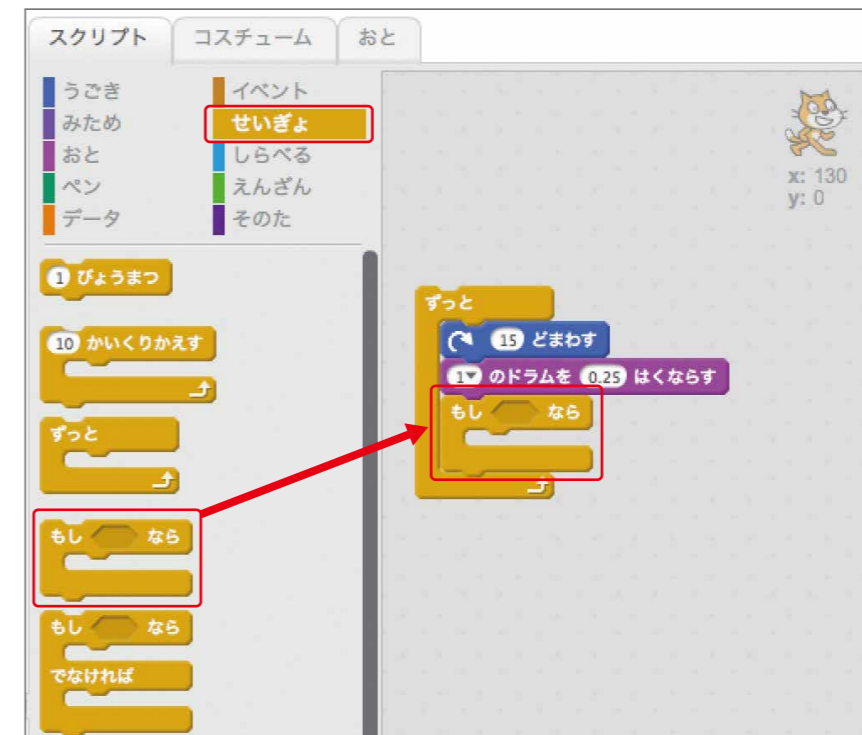 スクリプト コスチューム おと
うごき イベント
みため せいぎょ
おと しらべる
ペン えんざん
データ そのた
x: 130
y: 0
1 びょうまつ
10 かいくりかえす
ずっと
もし なら
もし なら
でなければ
ずっと
15 どまわす
1▼ のドラムを 0.25 はくならす
もし なら